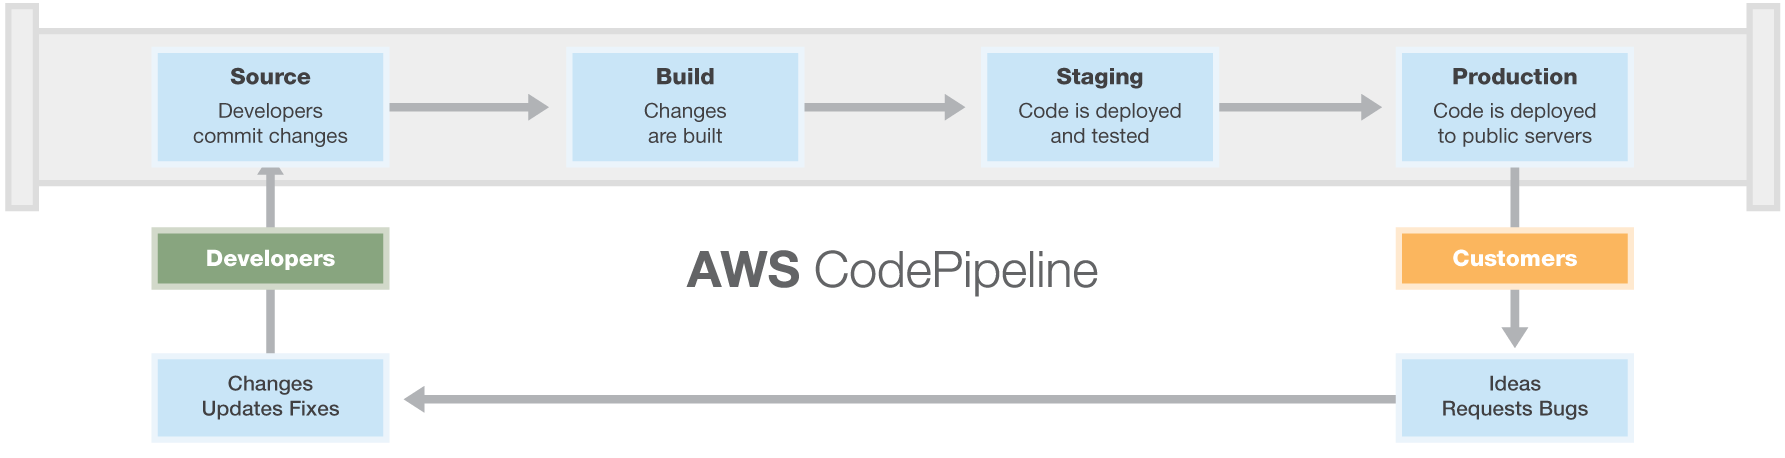 Source
Developers
commit changes
Build
Changes
are built
Staging
Code is deployed
and tested
Production
Code is deployed
to public servers
Developers
AWS CodePipeline
Customers
Changes
Updates Fixes
Ideas
Requests Bugs